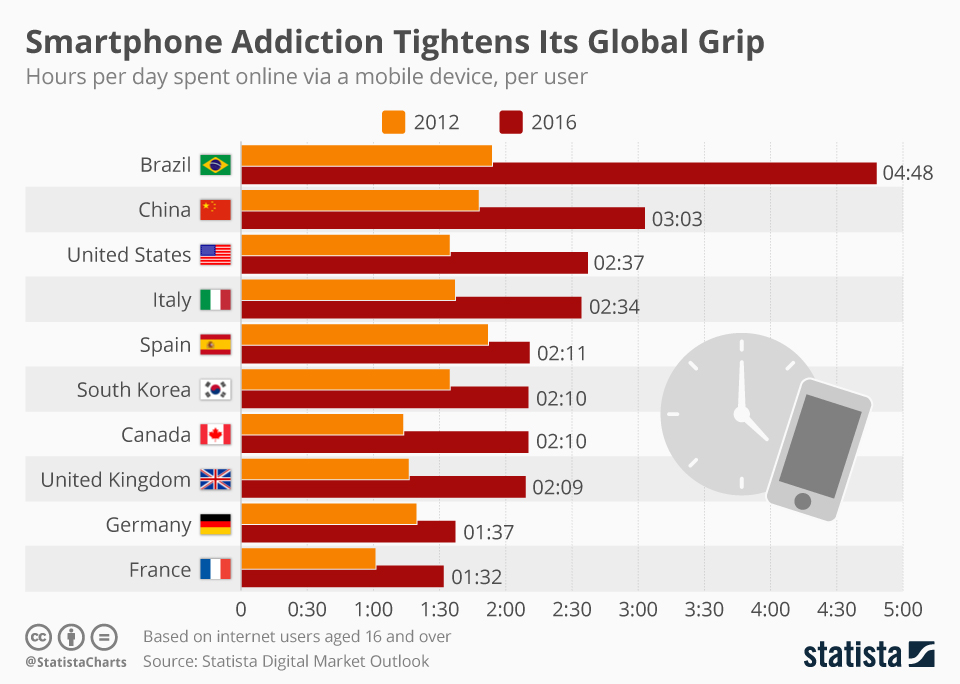 Smartphone Addiction Tightens Its Global Grip
Hours per day spent online via a mobile device, per user
2012 2016
Brazil 04:48
China 03:03
United States 02:37
Italy 02:34
Spain 02:11
South Korea 02:10
Canada 02:10
United Kingdom 02:09
Germany 01:37
France 01:32
0 0:30 1:00 1:30 2:00 2:30 3:00 3:30 4:00 4:30 5:00
cc
@StatistaCharts
Based on internet users aged 16 and over
Source: Statista Digital Market Outlook
statista